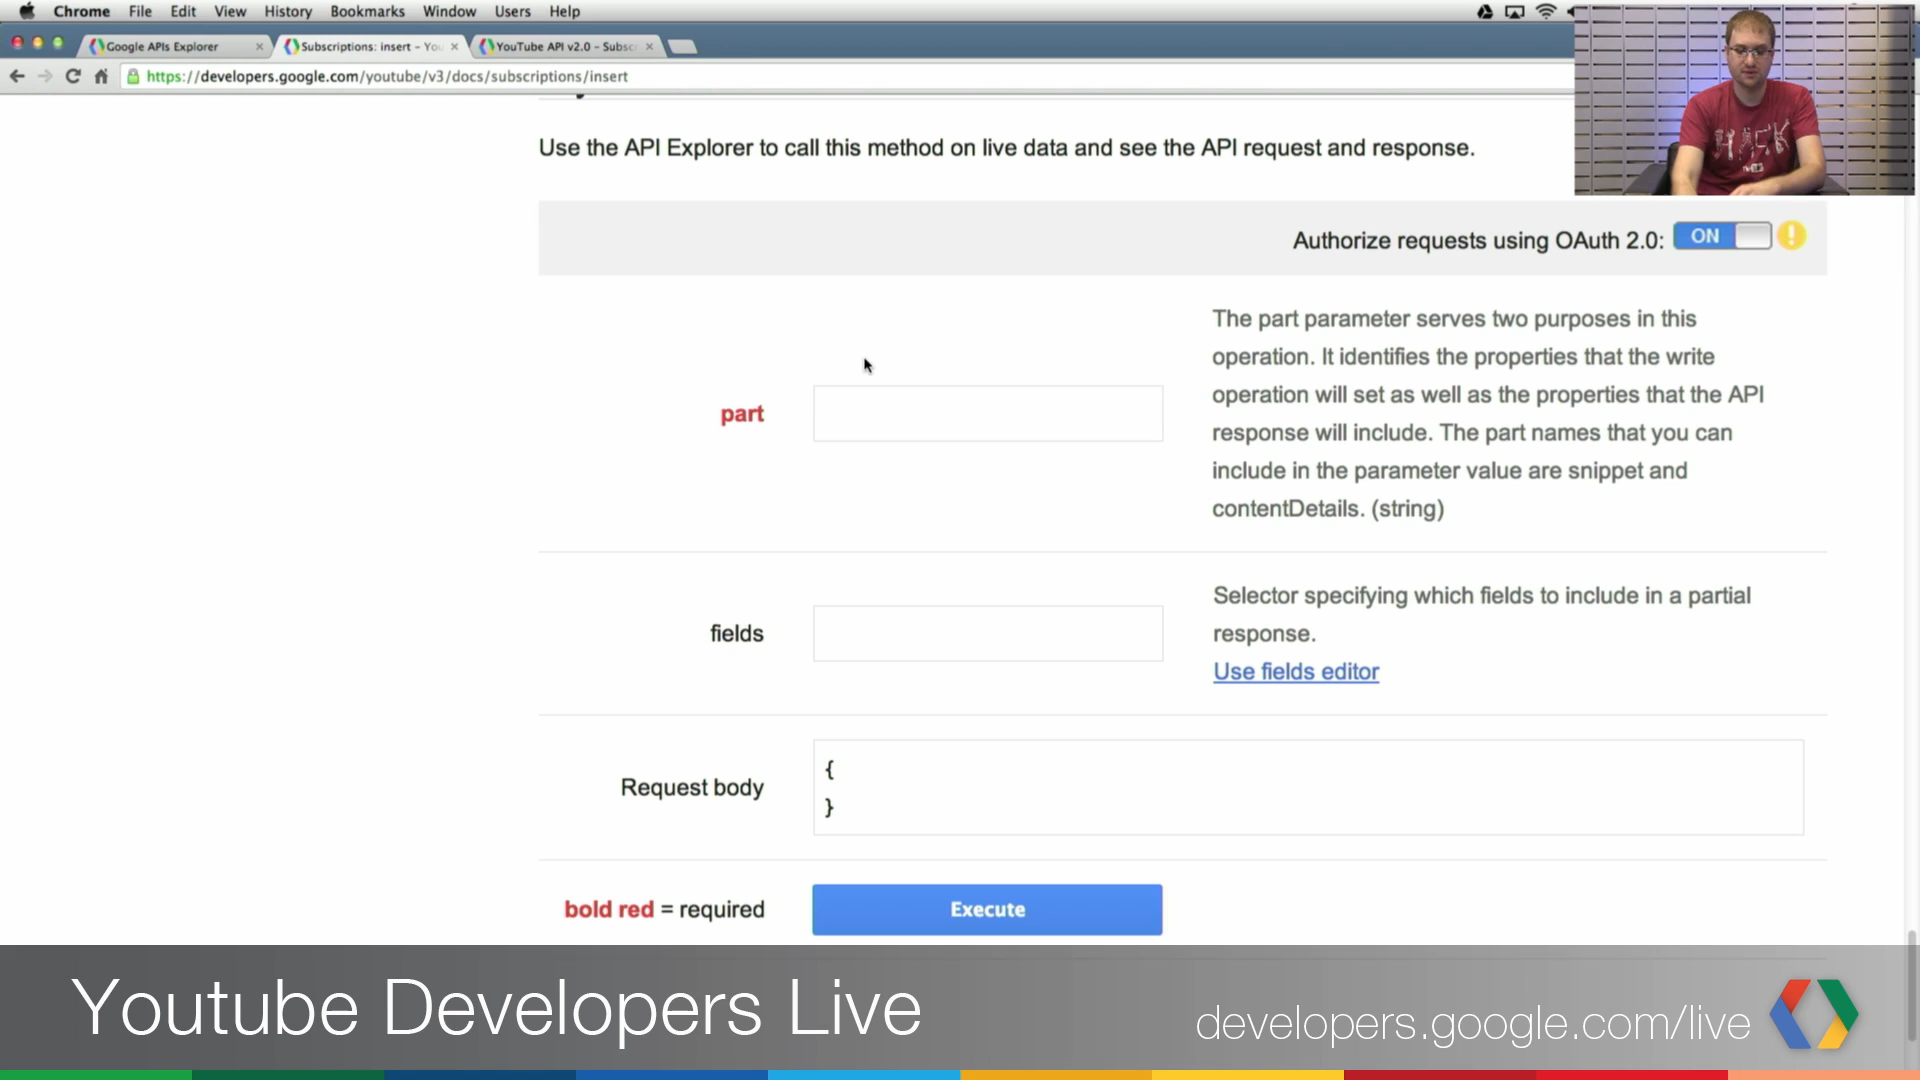 Chrome File Edit View History Bookmarks Window Users Help
Google APIs Explorer
Subscriptions: insert – You
YouTube API v2.0 – Subsc
https://developers.google.com/youtube/v3/docs/subscriptions/insert
HACK
Use the API Explorer to call this method on live data and see the API request and response.
Authorize requests using OAuth 2.0: ON
The part parameter serves two purposes in this
operation. It identifies the properties that the write
operation will set as well as the properties that the API
part
response will include. The part names that you can
include in the parameter value are snippet and
contentDetails. (string)
Selector specifying which fields to include in a partial
fields
response.
Use fields editor
Request body
{
}
bold red = required
Execute
Youtube Developers Live
developers.google.com/live